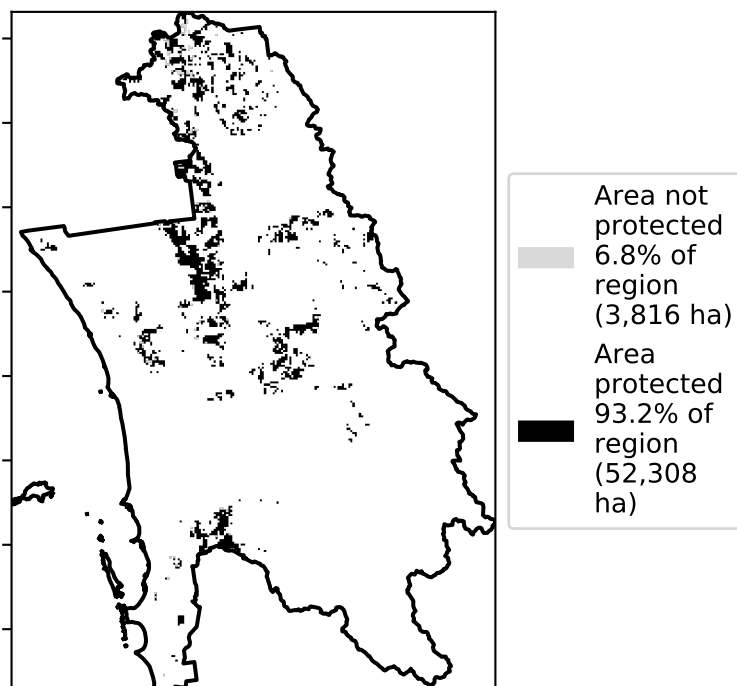 Area not
protected
6.8% of
region
(3,816 ha)
Area
protected
93.2% of
region
(52,308
ha)